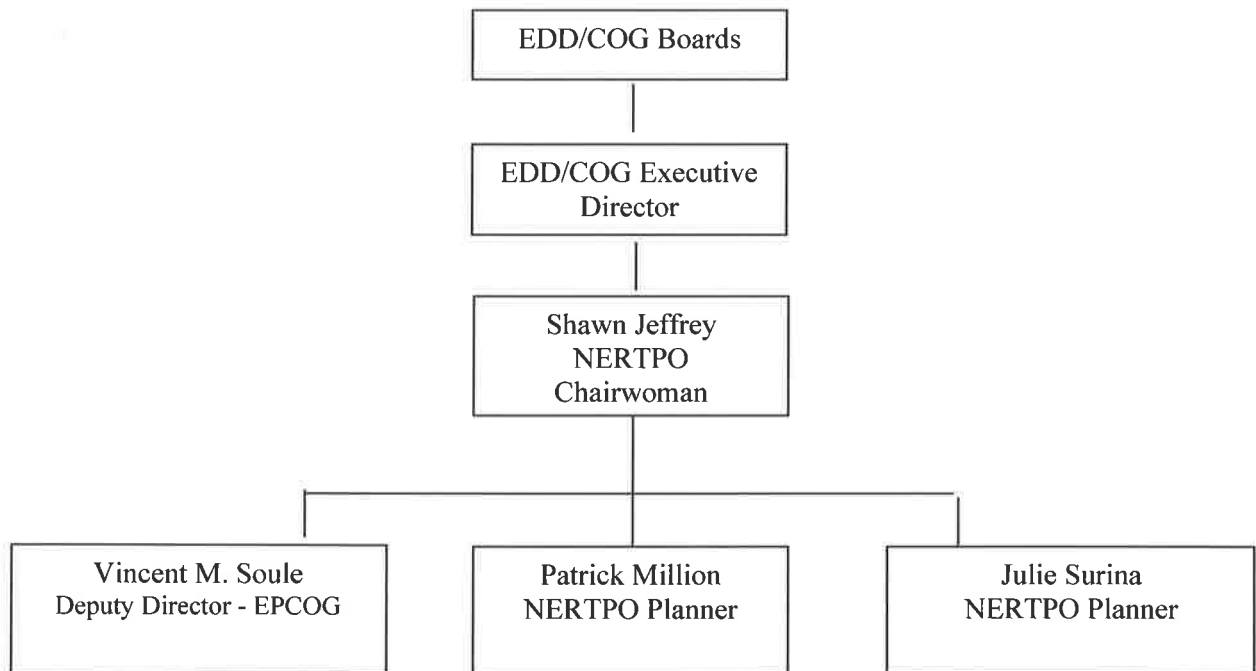 EDD/COG Boards
EDD/COG Executive
Director
Shawn Jeffrey
NERTPO
Chairwoman
Vincent M. Soule
Deputy Director - EPCOG
Patrick Million
NERTPO Planner
Julie Surina
NERTPO Planner